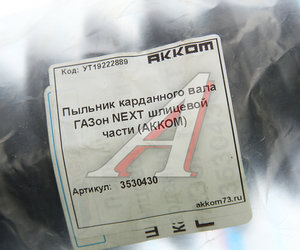 АККОМ
Код: УТ19222889
Пыльник карданного вала
ГАЗон NEXT шлицевой
части (АККОМ)
Артикул: 3530430
akkom73.ru